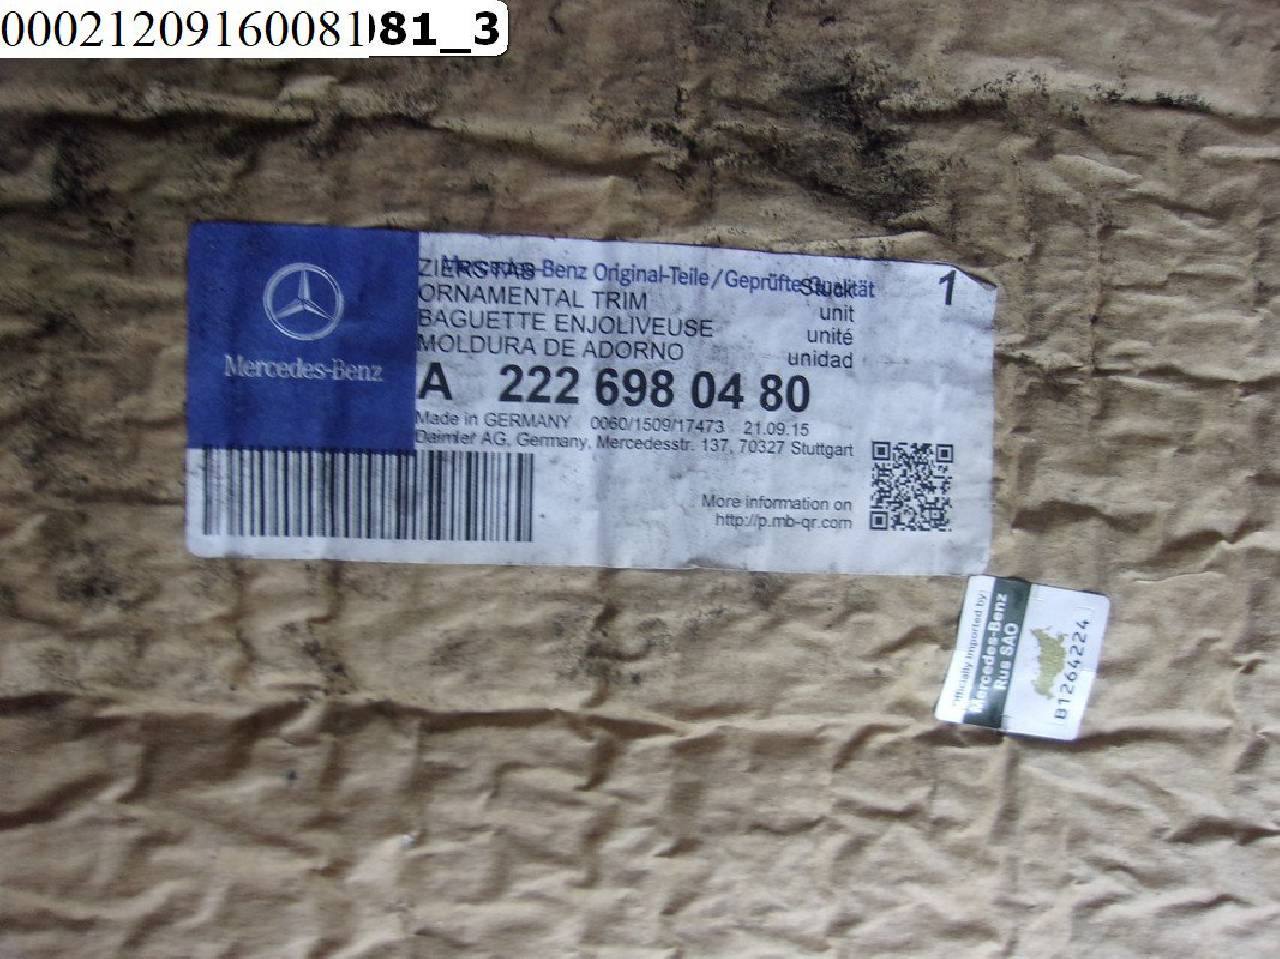 00021209160081081_3
Mercedes-Benz Original-Teile/Geprüfte Qualität
ZIERSTAB Stück 1
ORNAMENTAL TRIM unit
BAGUETTE ENJOLIVEUSE unité
MOLDURA DE ADORNO unidad
Mercedes-Benz
A 222 698 04 80
Made in GERMANY 0060/1509/17473 21.09.15
Daimler AG, Germany, Mercedesstr. 137, 70327 Stuttgart
More information on
http://p.mb-qr.com
Officially imported by:
Mercedes-Benz
Rus SAO
B1264224